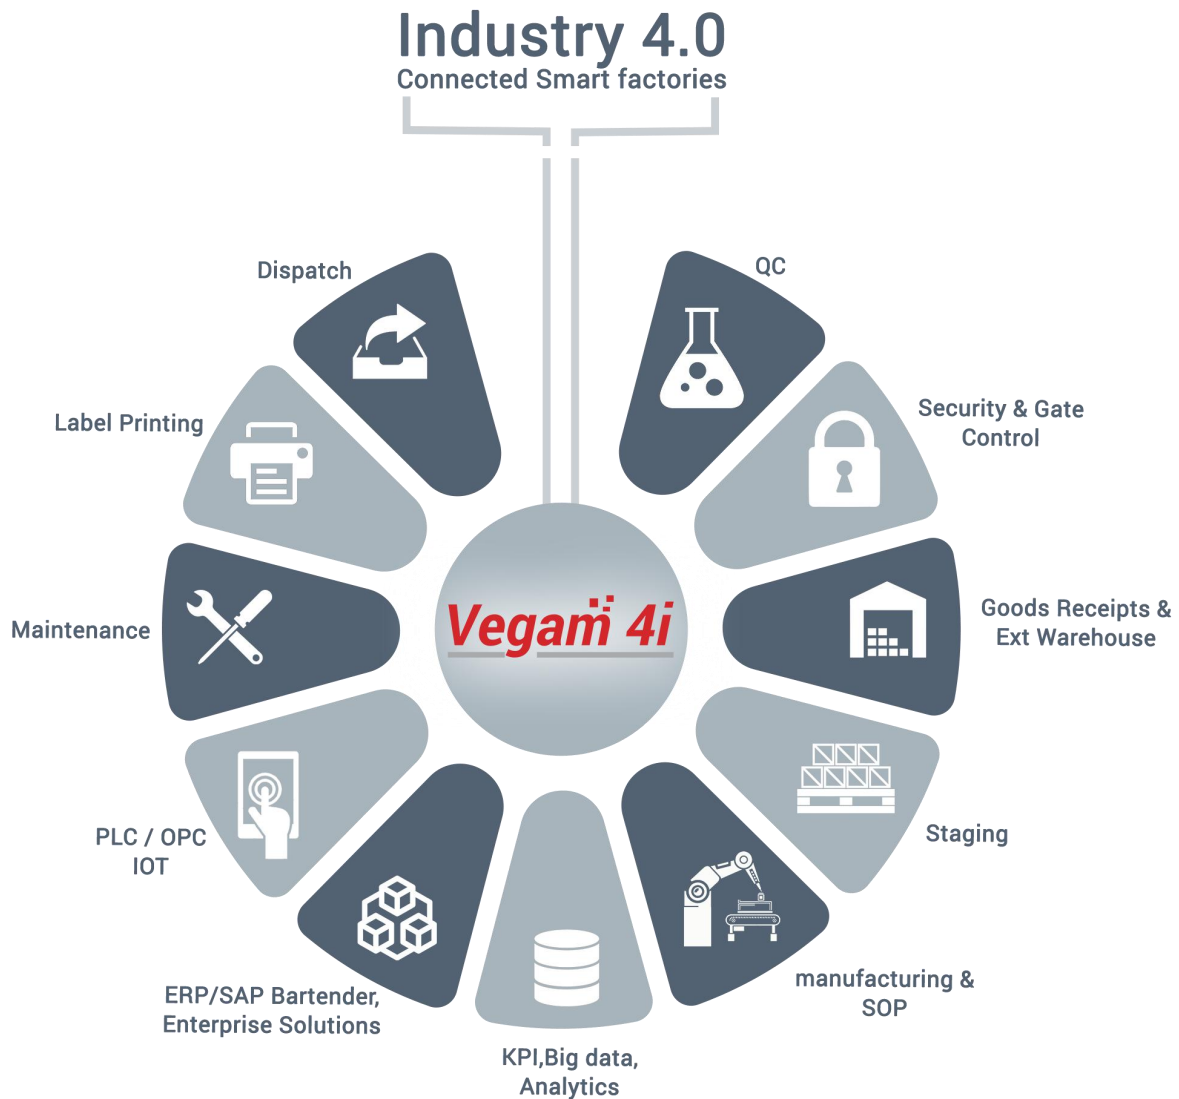 Industry 4.0
Connected Smart factories
Dispatch
QC
Label Printing
Security & Gate
Control
Maintenance
Vegam 4i
Goods Receipts &
Ext Warehouse
PLC / OPC
IOT
Staging
ERP/SAP Bartender,
Enterprise Solutions
manufacturing &
SOP
KPI,Big data,
Analytics